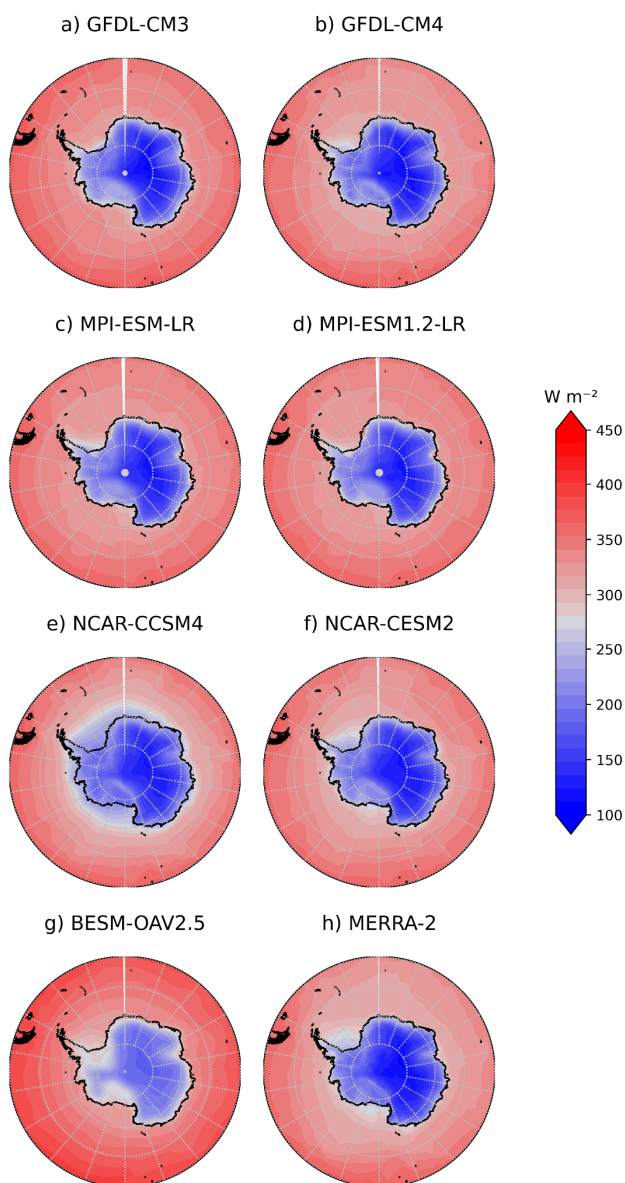 a) GFDL-CM3
b) GFDL-CM4
c) MPI-ESM-LR
d) MPI-ESM1.2-LR
W m⁻²
450
400
350
300
250
200
150
100
e) NCAR-CCSM4
f) NCAR-CESM2
g) BESM-OAV2.5
h) MERRA-2